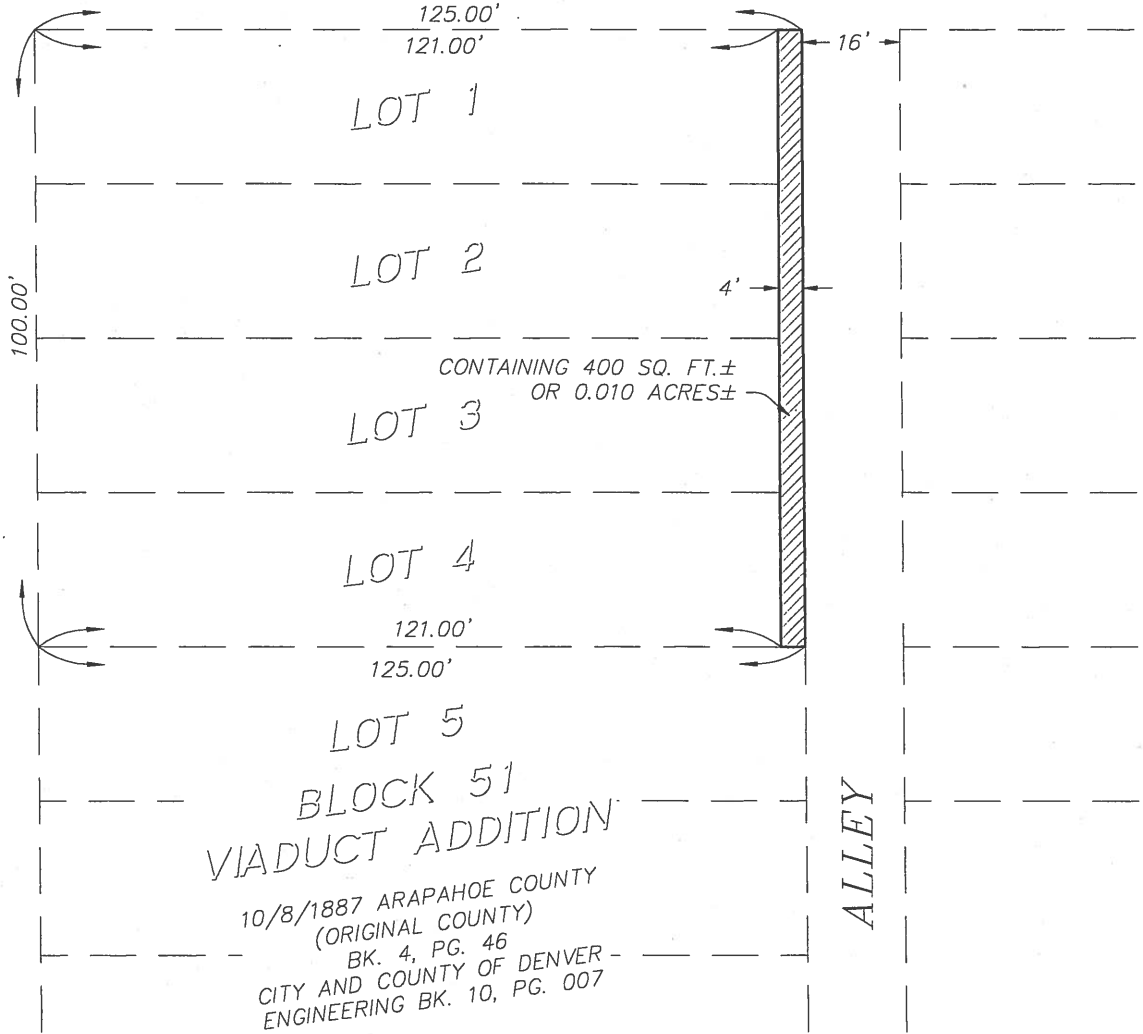 125.00'
121.00'
16'
LOT 1
LOT 2
100.00'
4'
CONTAINING 400 SQ. FT.±
OR 0.010 ACRES±
LOT 3
LOT 4
121.00'
125.00'
LOT 5
BLOCK 51
VIADUCT ADDITION
ALLEY
10/8/1887 ARAPAHOE COUNTY
(ORIGINAL COUNTY)
BK. 4, PG. 46
CITY AND COUNTY OF DENVER
ENGINEERING BK. 10, PG. 007